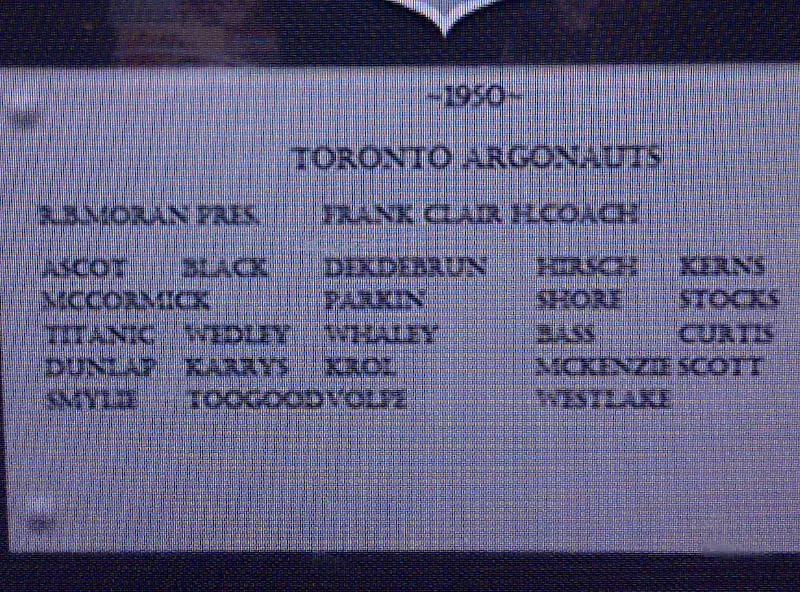 ~1950~
TORONTO ARGONAUTS
R.B.MORAN PRES. FRANK CLAIR H.COACH
ASCOT BLACK DEKDEBRUN HIRSCH KERNS
MCCORMICK PARKIN SHORE STOCKS
TITANIC WEDLEY WHALEY BASS CURTIS
DUNLAP KARRYS KROL MCKENZIE SCOTT
SMYLIE TOOGOOD VOLPE WESTLAKE